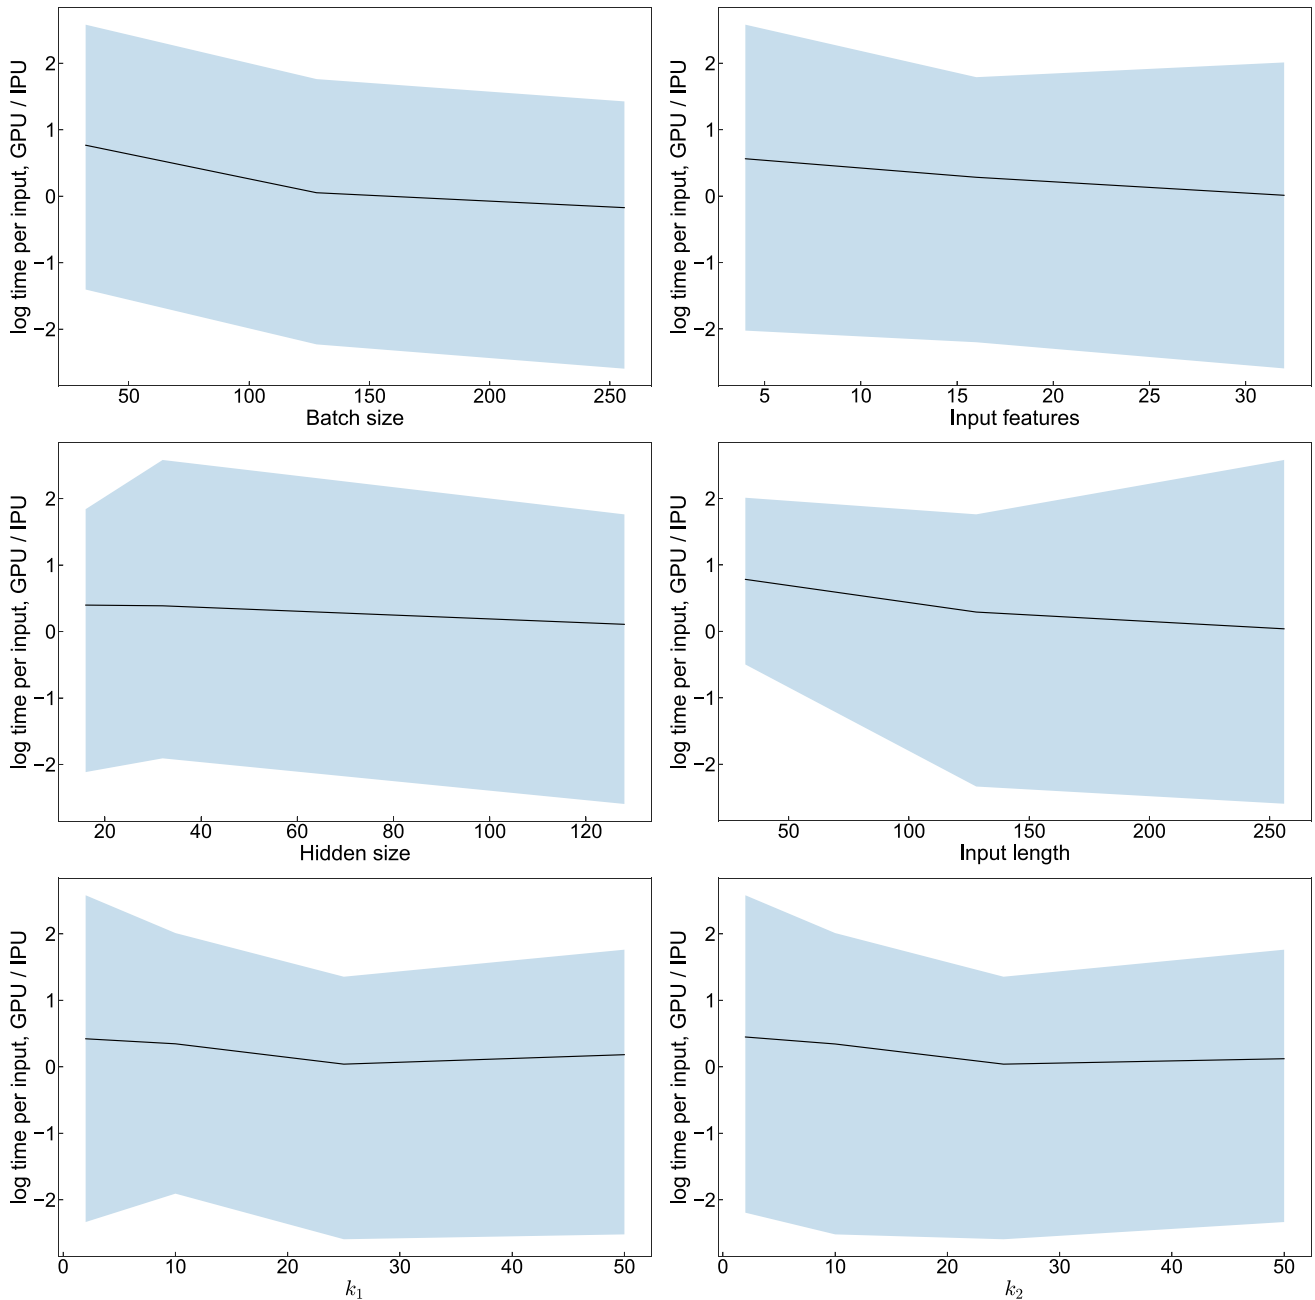 log time per input, GPU / IPU
2
1
0
−1
−2
50 100 150 200 250
Batch size
log time per input, GPU / IPU
2
1
0
−1
−2
5 10 15 20 25 30
Input features
log time per input, GPU / IPU
2
1
0
−1
−2
20 40 60 80 100 120
Hidden size
log time per input, GPU / IPU
2
1
0
−1
−2
50 100 150 200 250
Input length
log time per input, GPU / IPU
2
1
0
−1
−2
0 10 20 30 40 50
k₁
log time per input, GPU / IPU
2
1
0
−1
−2
0 10 20 30 40 50
k₂